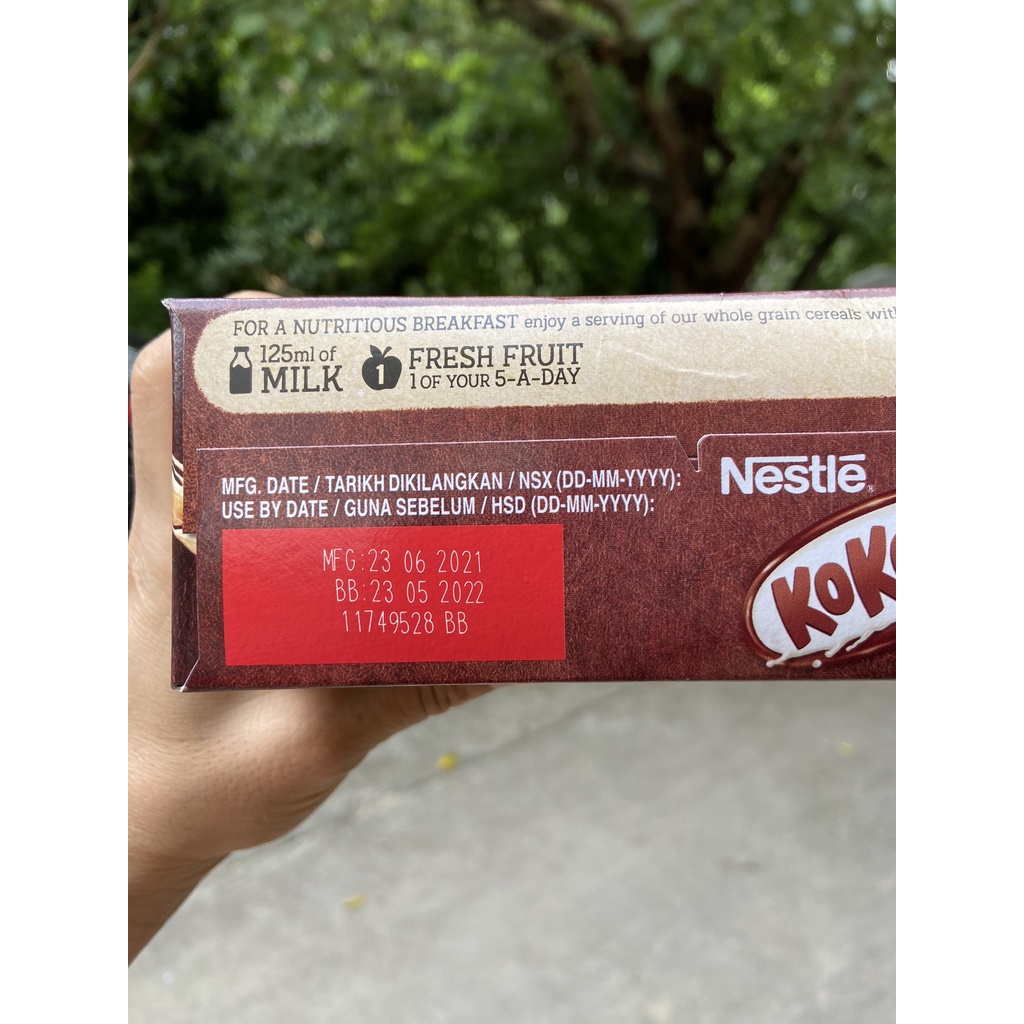 FOR A NUTRITIOUS BREAKFAST enjoy a serving of our whole grain cereals
125ml of
MILK
1
FRESH FRUIT
1 OF YOUR 5-A-DAY
MFG. DATE / TARIKH DIKILANGKAN / NSX (DD-MM-YYYY):
USE BY DATE / GUNA SEBELUM / HSD (DD-MM-YYYY):
MFG:23 06 2021
BB:23 05 2022
11749528 BB
Nestlé